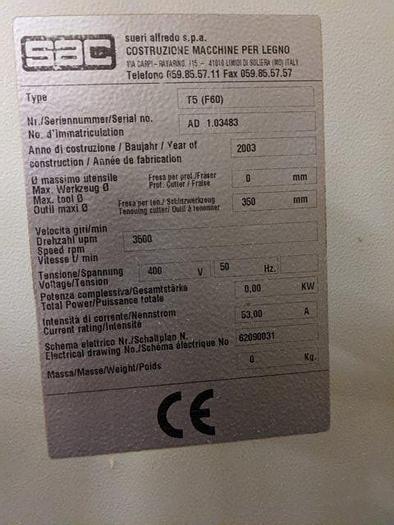 sac
sueri alfredo s.p.a.
COSTRUZIONE MACCHINE PER LEGNO
VIA CARPI - RAVARINO, 115 - 41010 LIMIDI DI SOLIERA (MO) ITALY
Telefono 059.85.57.11 Fax 059.85.57.57
Type T5 (F60)
Nr./Seriennummer/Serial no. AD 1.03483
No. d'immatriculation
Anno di costruzione / Baujahr / Year of 2003
construction / Année de fabrication
Ø massimo utensile Fresa per prof./Fraser 0 mm
Max. Werkzeug Ø Prof. Cutter / Fraise
Max. tool Ø Fresa per ten./ Schlitzwerkzeug 350 mm
Outil maxi Ø Tenouing cutter/ Outil à tenonner
Velocita giri/min
Drehzahl upm 3500
Speed rpm
Vitesse t/ min
Tensione/Spannung 400 V 50 Hz.
Voltage/Tension
Potenza complessiva/Gesamtstärke 0,00 KW
Total Power/Puissance totale
Intensità di corrente/Nennstrom 53,00 A
Current rating/Intensité
Schema elettrico Nr./Schaltplan N. 62090031
Electrical drawing No./Schéma électrique No
Massa/Masse/Weight/Poids 0 Kg.
CE